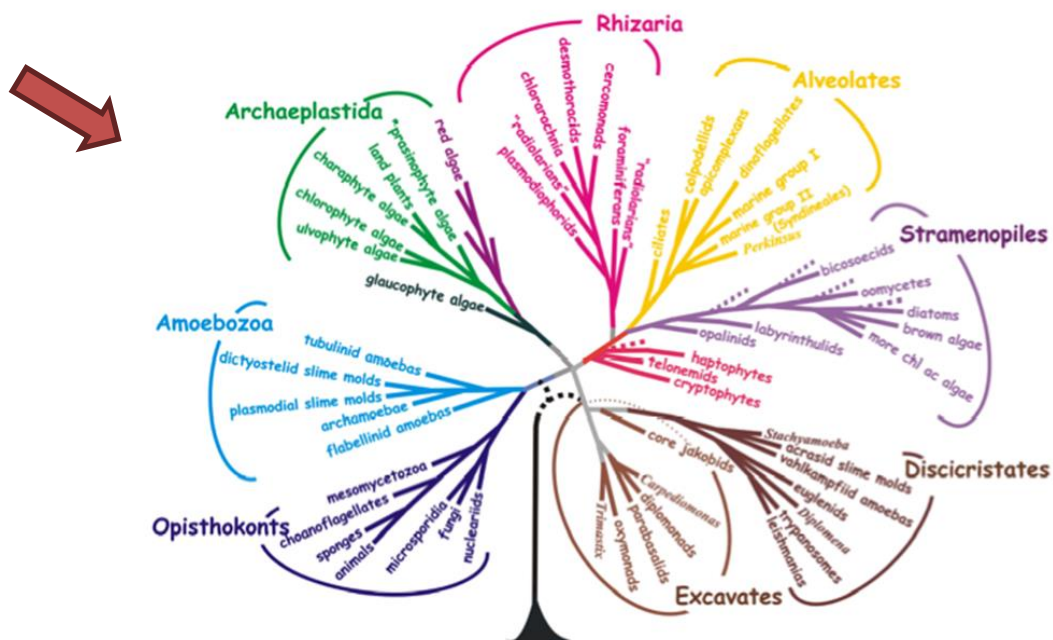 Rhizaria
desmothoracids
cercomonads
chlorarachnia
"radiolarians"
plasmodiophorids
foraminiferans
"radiolarians"
Alveolates
colpodellids
apicomplexans
dinoflagellates
marine group I
marine group II
(Syndineales)
Perkinsus
ciliates
Archaeplastida
red algae
*prasinophyte algae
land plants
charaphyte algae
chlorophyte algae
ulvophyte algae
glaucophyte algae
Stramenopiles
bicosoecids
oomycetes
diatoms
brown algae
more chl ac algae
labyrinthulids
opalinids
haptophytes
telonemids
cryptophytes
Amoebozoa
tubulinid amoebas
dictyostelid slime molds
plasmodial slime molds
archamoebae
flabellinid amoebas
Opisthokonts
mesomycetozoa
choanoflagellates
sponges
animals
microsporidia
fungi
nucleariids
Discicristates
Stachyamoeba
acrasid slime molds
vahlkampfiid amoebas
euglenids
Diplomena
trypanosomes
leishmanias
Excavates
core jakobids
Carpediomonas
diplomonads
parabasalids
oxymonads
Trimastix